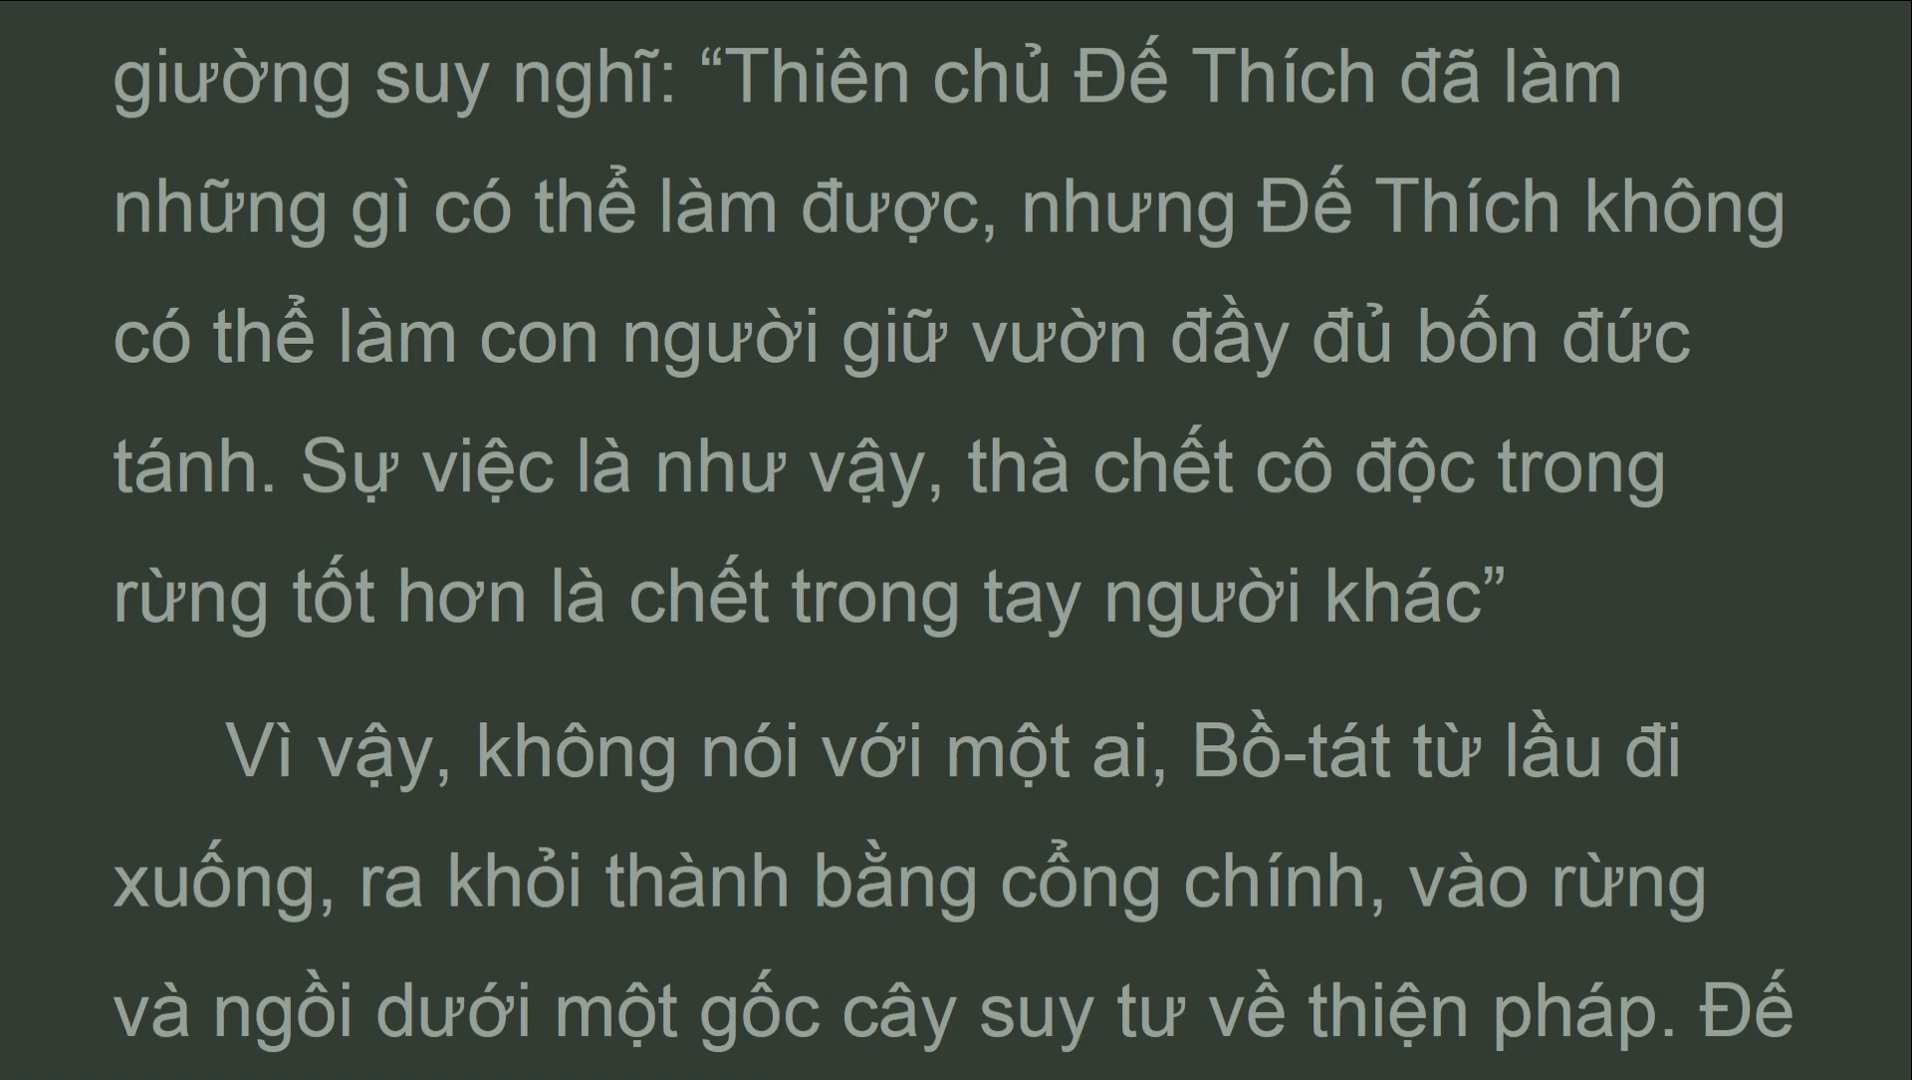 giường suy nghĩ: “Thiên chủ Đế Thích đã làm
những gì có thể làm được, nhưng Đế Thích không
có thể làm con người giữ vườn đầy đủ bốn đức
tánh. Sự việc là như vậy, thà chết cô độc trong
rừng tốt hơn là chết trong tay người khác”
Vì vậy, không nói với một ai, Bồ-tát từ lầu đi
xuống, ra khỏi thành bằng cổng chính, vào rừng
và ngồi dưới một gốc cây suy tư về thiện pháp. Đế